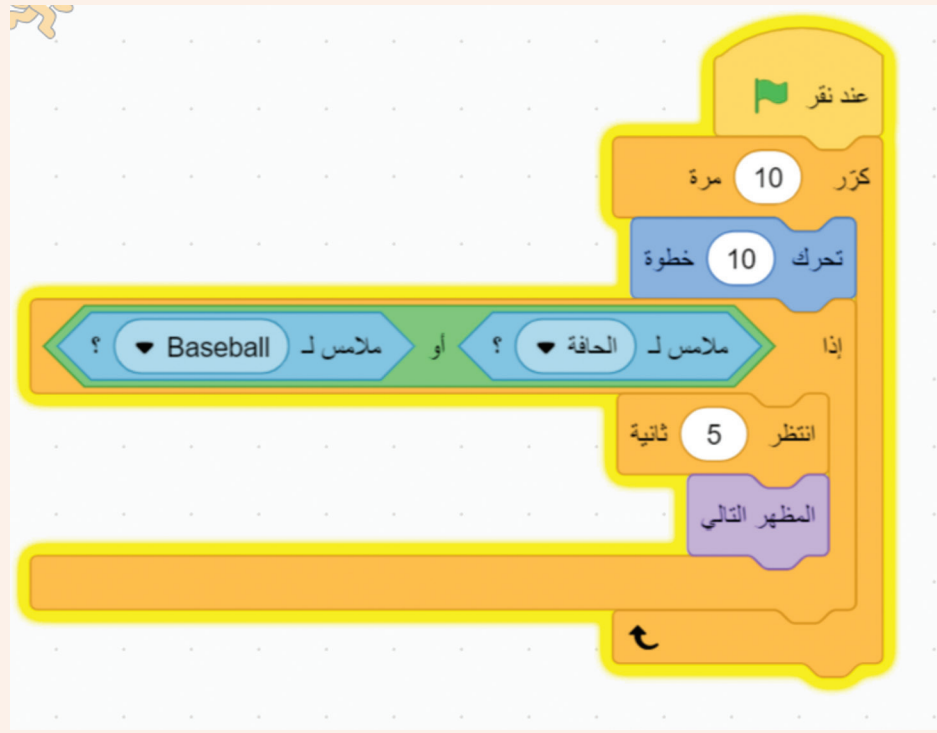 عند نقر
كرّر 10 مرة
تحرك 10 خطوة
إذا ملامس لـ الحافة ؟ أو ملامس لـ Baseball ؟
انتظر 5 ثانية
المظهر التالي